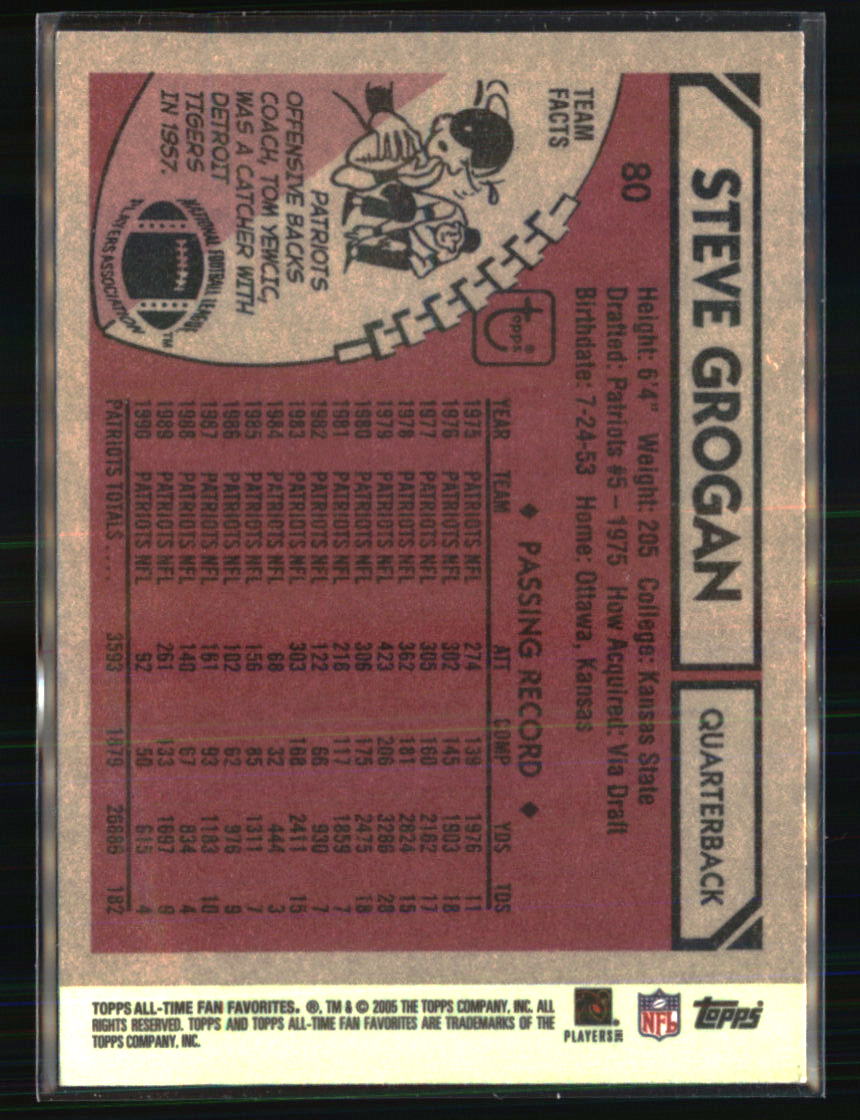 STEVE GROGAN
QUARTERBACK
80
Height: 6'4" Weight: 205 College: Kansas State
Drafted: Patriots #5 – 1975 How Acquired: Via Draft
Birthdate: 7-24-53 Home: Ottawa, Kansas
TEAM
FACTS
PATRIOTS
OFFENSIVE BACKS
COACH, TOM YEWCIC,
WAS A CATCHER WITH
DETROIT
TIGERS
IN 1957.
NATIONAL FOOTBALL LEAGUE
PLAYERS ASSOCIATION
TM
Topps®
◆ PASSING RECORD ◆
YEAR TEAM ATT COMP YDS TDS
1975 PATRIOTS NFL 274 139 1976 11
1976 PATRIOTS NFL 302 145 1903 18
1977 PATRIOTS NFL 305 160 2162 17
1978 PATRIOTS NFL 362 181 2824 15
1979 PATRIOTS NFL 423 206 3286 28
1980 PATRIOTS NFL 306 175 2475 18
1981 PATRIOTS NFL 216 117 1859 7
1982 PATRIOTS NFL 122 66 930 7
1983 PATRIOTS NFL 303 168 2411 15
1984 PATRIOTS NFL 68 32 444 3
1985 PATRIOTS NFL 156 85 1311 7
1986 PATRIOTS NFL 102 62 976 9
1987 PATRIOTS NFL 161 93 1183 10
1988 PATRIOTS NFL 140 67 834 4
1989 PATRIOTS NFL 261 133 1697 9
1990 PATRIOTS NFL 92 50 615 4
PATRIOTS TOTALS .... 3593 1879 26886 182
TOPPS ALL-TIME FAN FAVORITES. ®, TM & © 2005 THE TOPPS COMPANY, INC. ALL
RIGHTS RESERVED. TOPPS AND TOPPS ALL-TIME FAN FAVORITES ARE TRADEMARKS OF THE
TOPPS COMPANY, INC.
PLAYERS INC
NFL
Topps